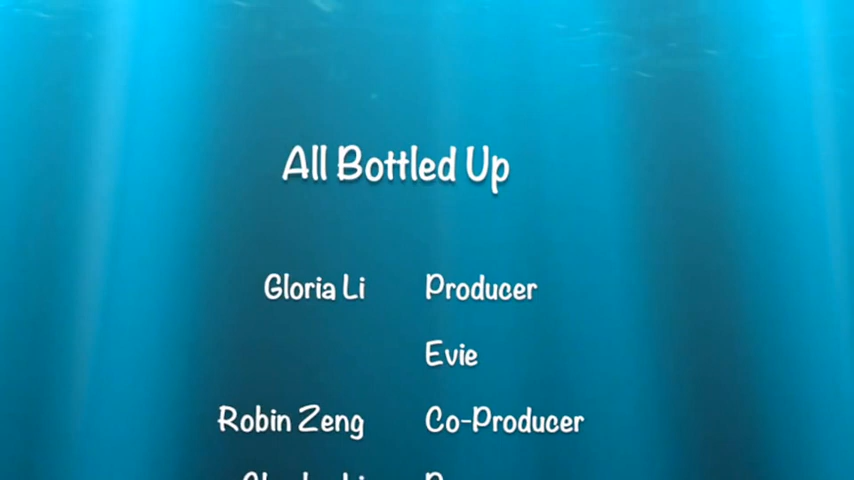 All Bottled Up
Gloria Li Producer
Evie
Robin Zeng Co-Producer